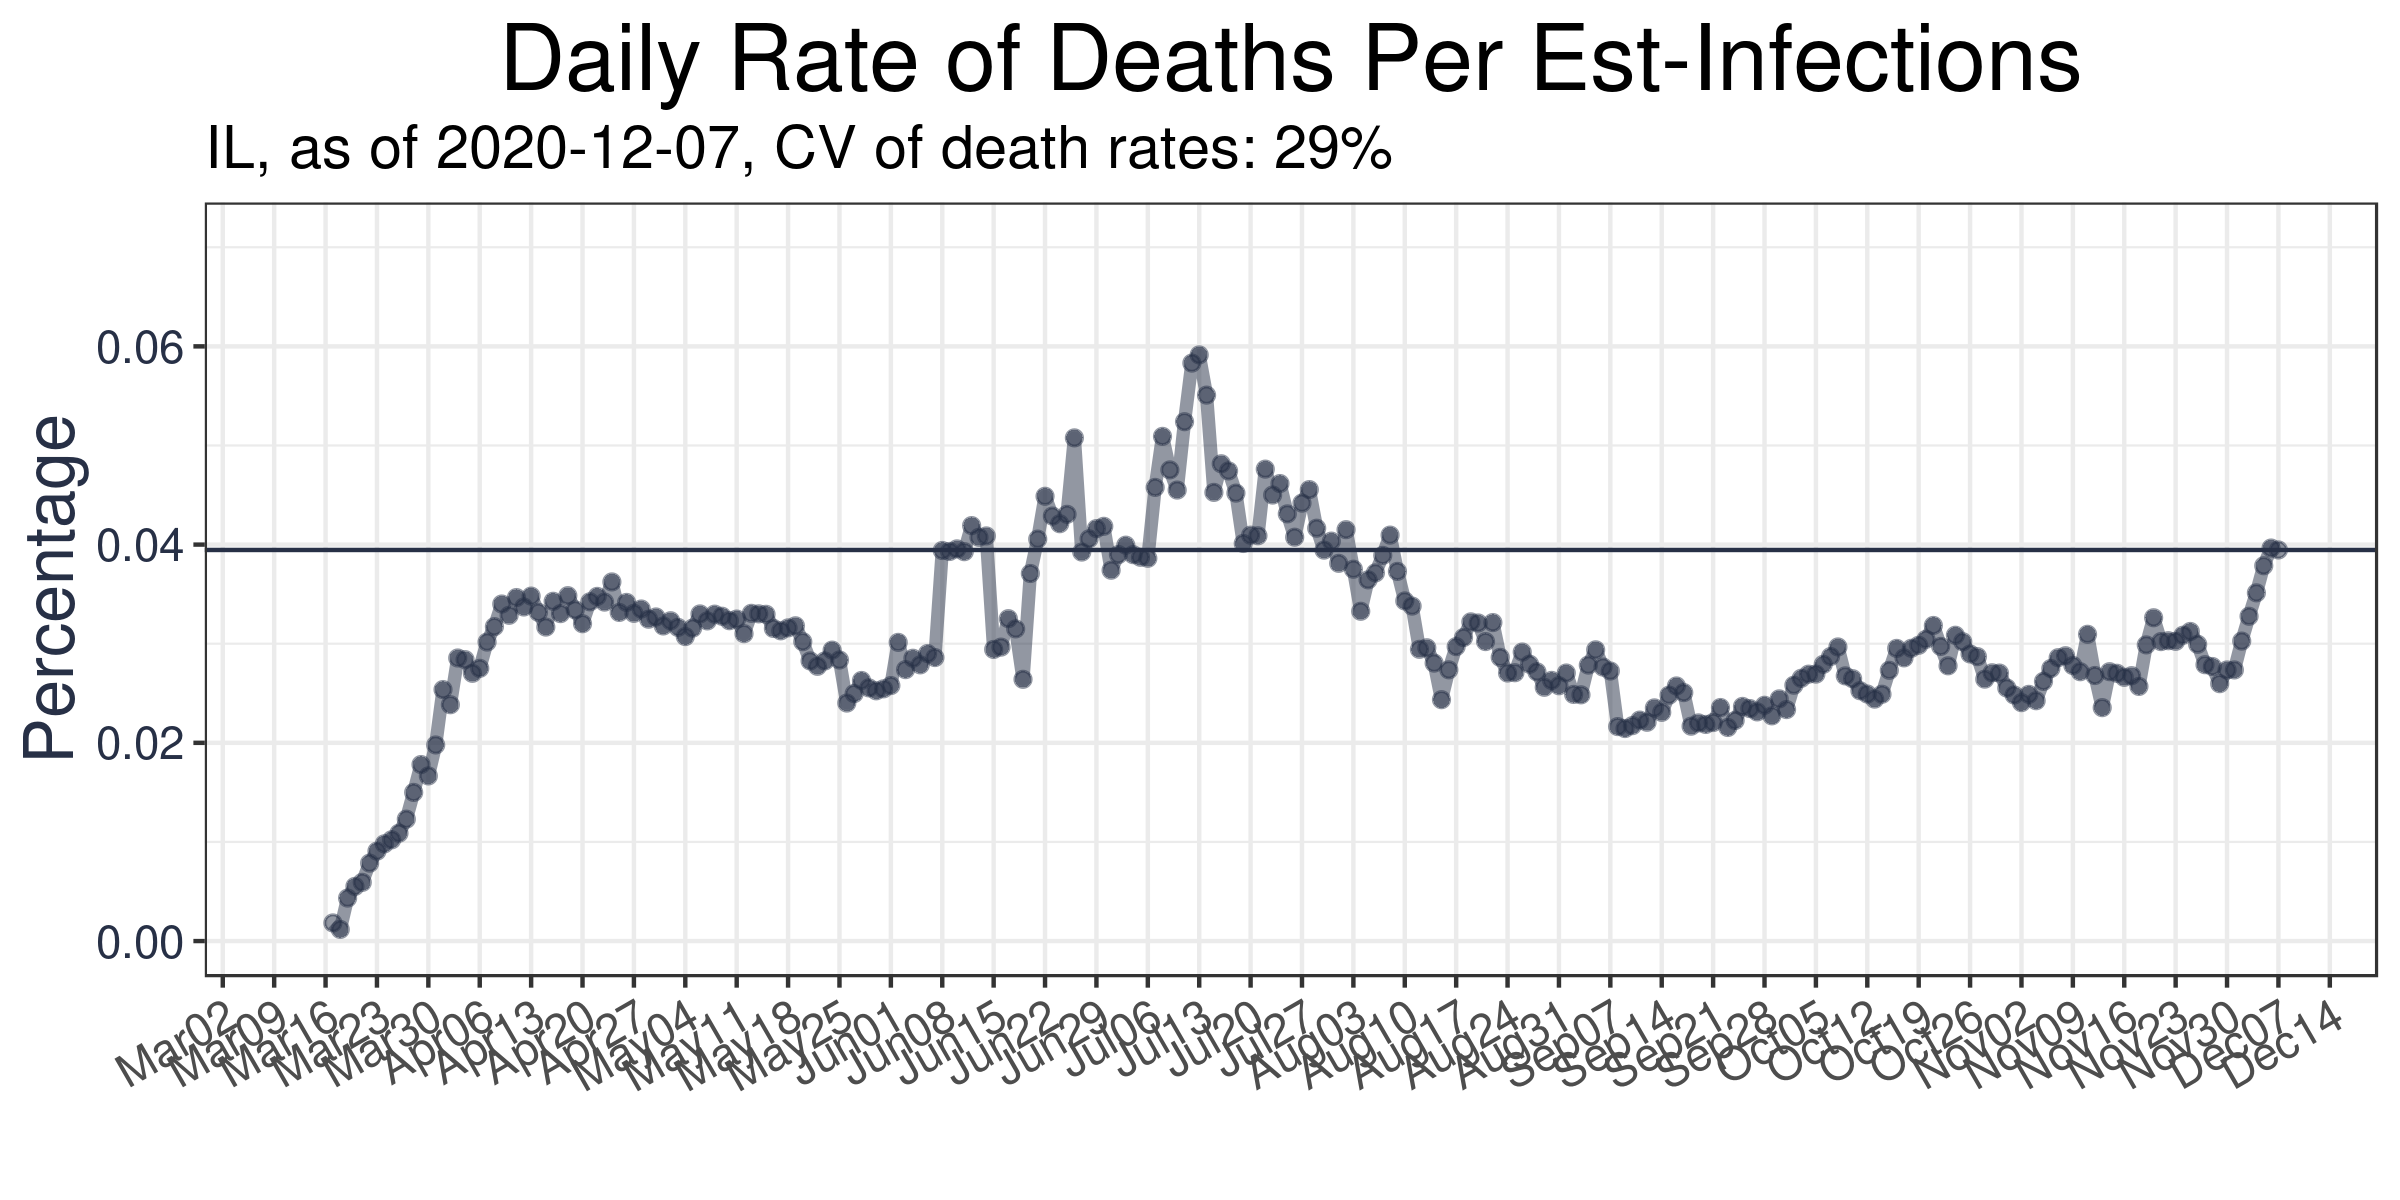 Daily Rate of Deaths Per Est-Infections
IL, as of 2020-12-07, CV of death rates: 29%
Percentage
0.06
0.04
0.02
0.00
Mar02
Mar09
Mar16
Mar23
Mar30
Apr06
Apr13
Apr20
Apr27
May04
May11
May18
May25
Jun01
Jun08
Jun15
Jun22
Jun29
Jul06
Jul13
Jul20
Jul27
Aug03
Aug10
Aug17
Aug24
Aug31
Sep07
Sep14
Sep21
Sep28
Oct05
Oct12
Oct19
Oct26
Nov02
Nov09
Nov16
Nov23
Nov30
Dec07
Dec14